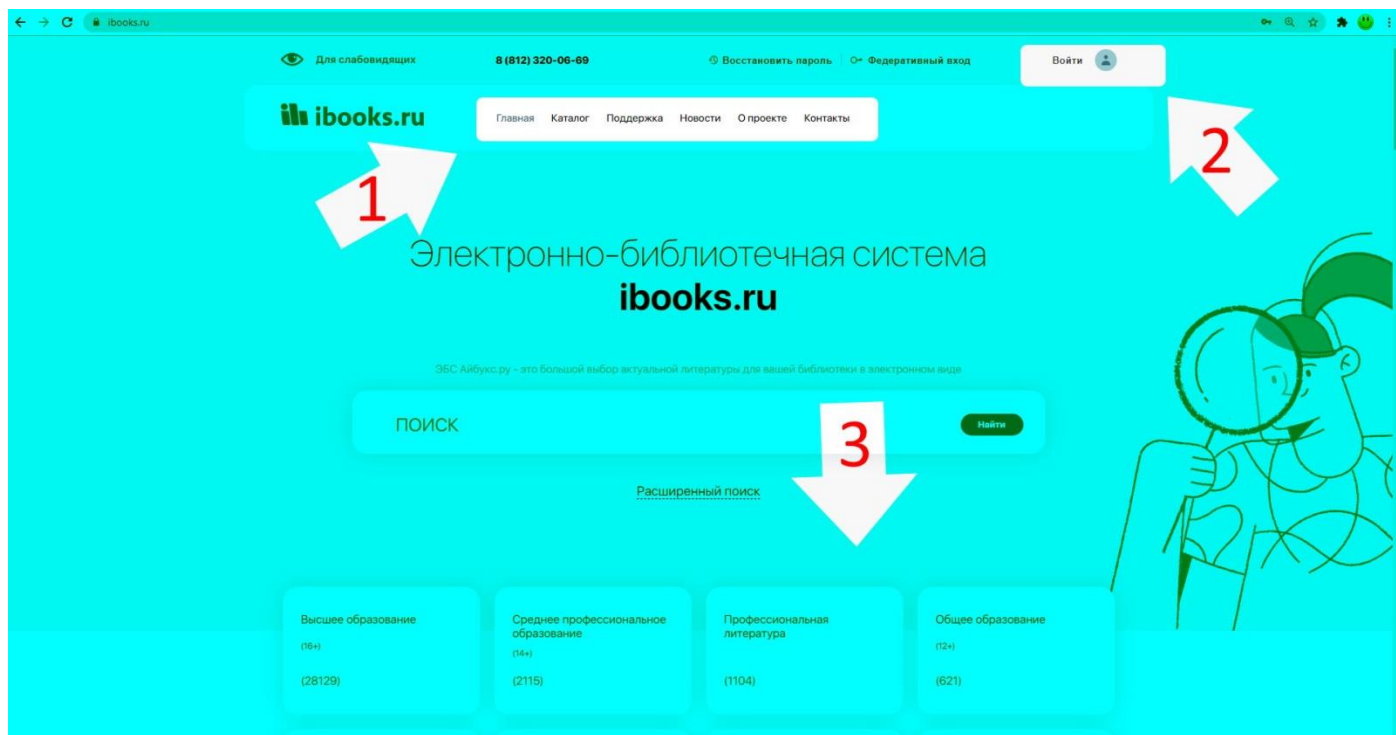 ibooks.ru
Для слабовидящих 8 (812) 320-06-69 Восстановить пароль Федеративный вход Войти
ibooks.ru Главная Каталог Поддержка Новости О проекте Контакты
1
2
Электронно-библиотечная система
ibooks.ru
ЭБС Айбукс.ру - это большой выбор актуальной литературы для вашей библиотеки в электронном виде
ПОИСК Найти
3
Расширенный поиск
Высшее образование
(16+)
(28129)
Среднее профессиональное
образование
(14+)
(2115)
Профессиональная
литература
(1104)
Общее образование
(12+)
(621)